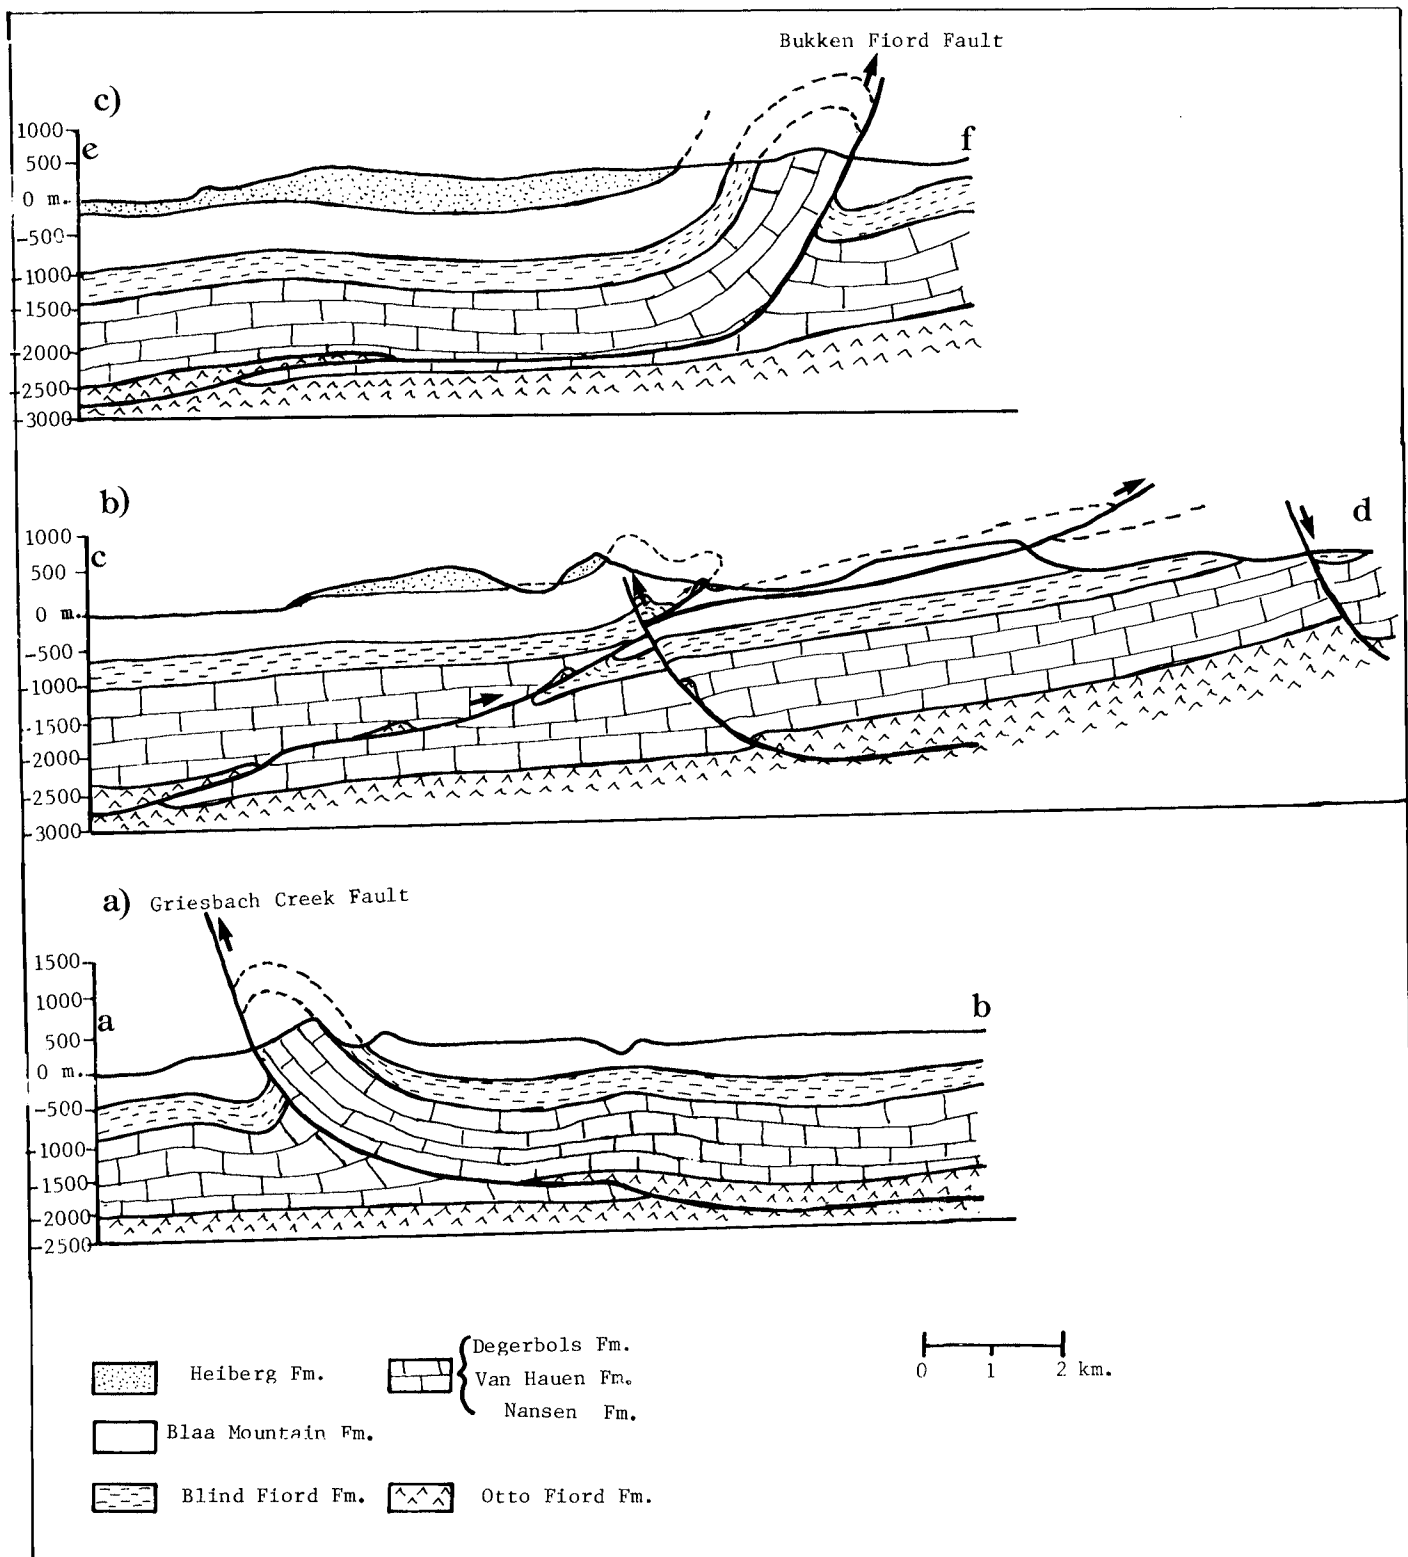 Bukken Fiord Fault
c)
1000
e
f
500
0 m.
-500
-1000
-1500
-2000
-2500
-3000
b)
1000
c
d
500
0 m.
-500
-1000
-1500
-2000
-2500
-3000
a) Griesbach Creek Fault
1500
1000
a
b
500
0 m.
-500
-1000
-1500
-2000
-2500
Heiberg Fm.
Degerbols Fm.
Van Hauen Fm.
Nansen Fm.
0 1 2 km.
Blaa Mountain Fm.
Blind Fiord Fm.
Otto Fiord Fm.